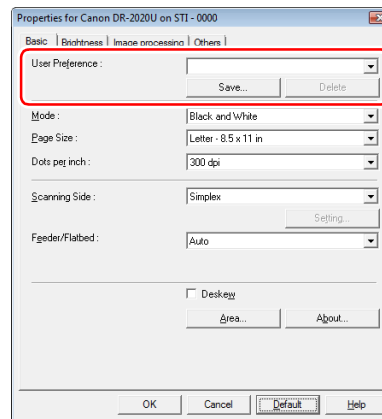 Properties for Canon DR-2020U on STI - 0000
Basic Brightness Image processing Others
User Preference :
Save... Delete
Mode : Black and White
Page Size : Letter - 8.5 x 11 in
Dots per inch : 300 dpi
Scanning Side : Simplex
Setting...
Feeder/Flatbed : Auto
Deskew
Area... About...
OK Cancel Default Help